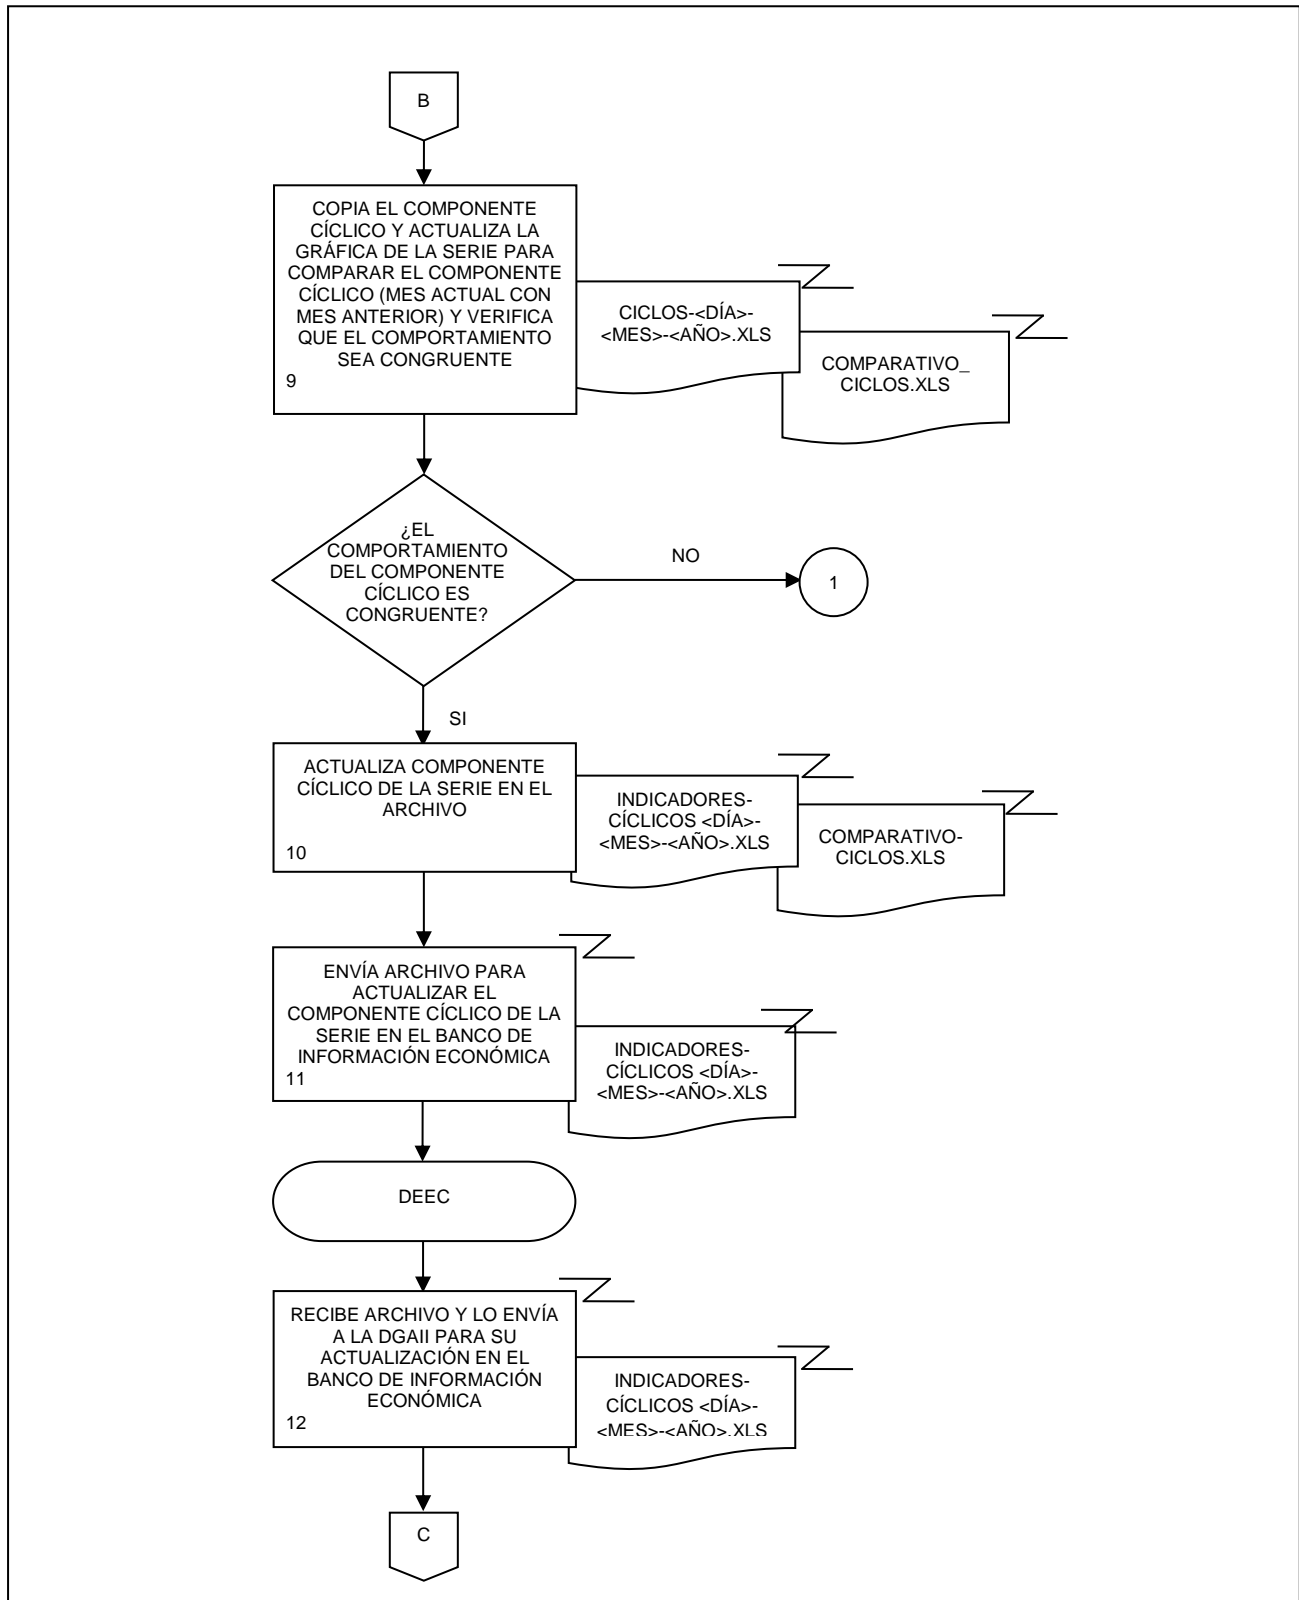 B
COPIA EL COMPONENTE
CÍCLICO Y ACTUALIZA LA
GRÁFICA DE LA SERIE PARA
COMPARAR EL COMPONENTE
CÍCLICO (MES ACTUAL CON
MES ANTERIOR) Y VERIFICA
QUE EL COMPORTAMIENTO
SEA CONGRUENTE
9
CICLOS-<DÍA>-
<MES>-<AÑO>.XLS
COMPARATIVO_
CICLOS.XLS
¿EL
COMPORTAMIENTO
DEL COMPONENTE
CÍCLICO ES
CONGRUENTE?
NO
1
SI
ACTUALIZA COMPONENTE
CÍCLICO DE LA SERIE EN EL
ARCHIVO
10
INDICADORES-
CÍCLICOS <DÍA>-
<MES>-<AÑO>.XLS
COMPARATIVO-
CICLOS.XLS
ENVÍA ARCHIVO PARA
ACTUALIZAR EL
COMPONENTE CÍCLICO DE LA
SERIE EN EL BANCO DE
INFORMACIÓN ECONÓMICA
11
INDICADORES-
CÍCLICOS <DÍA>-
<MES>-<AÑO>.XLS
DEEC
RECIBE ARCHIVO Y LO ENVÍA
A LA DGAII PARA SU
ACTUALIZACIÓN EN EL
BANCO DE INFORMACIÓN
ECONÓMICA
12
INDICADORES-
CÍCLICOS <DÍA>-
<MES>-<AÑO>.XLS
C